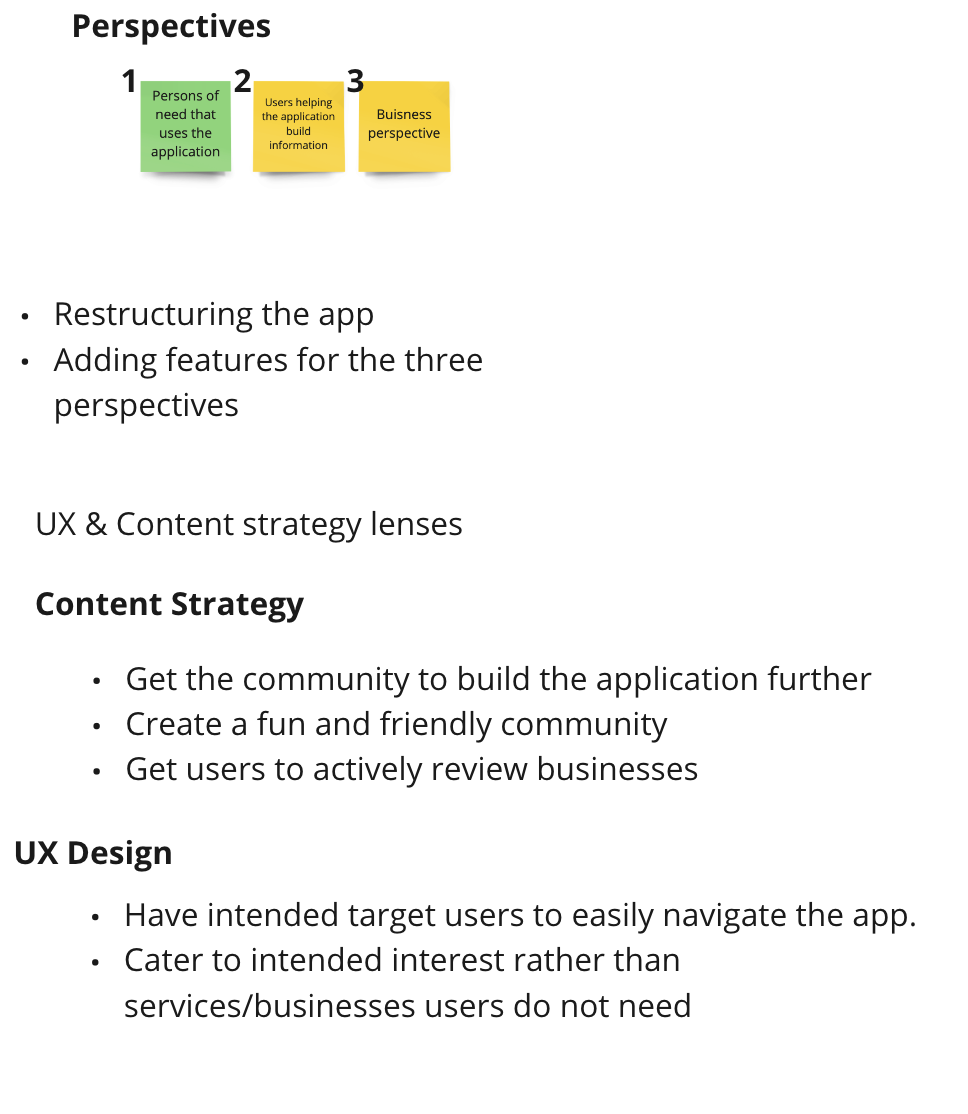 Perspectives
1
Persons of
need that
uses the
application
2
Users helping
the application
build
information
3
Buisness
perspective
• Restructuring the app
• Adding features for the three
perspectives
UX & Content strategy lenses
Content Strategy
• Get the community to build the application further
• Create a fun and friendly community
• Get users to actively review businesses
UX Design
• Have intended target users to easily navigate the app.
• Cater to intended interest rather than
services/businesses users do not need